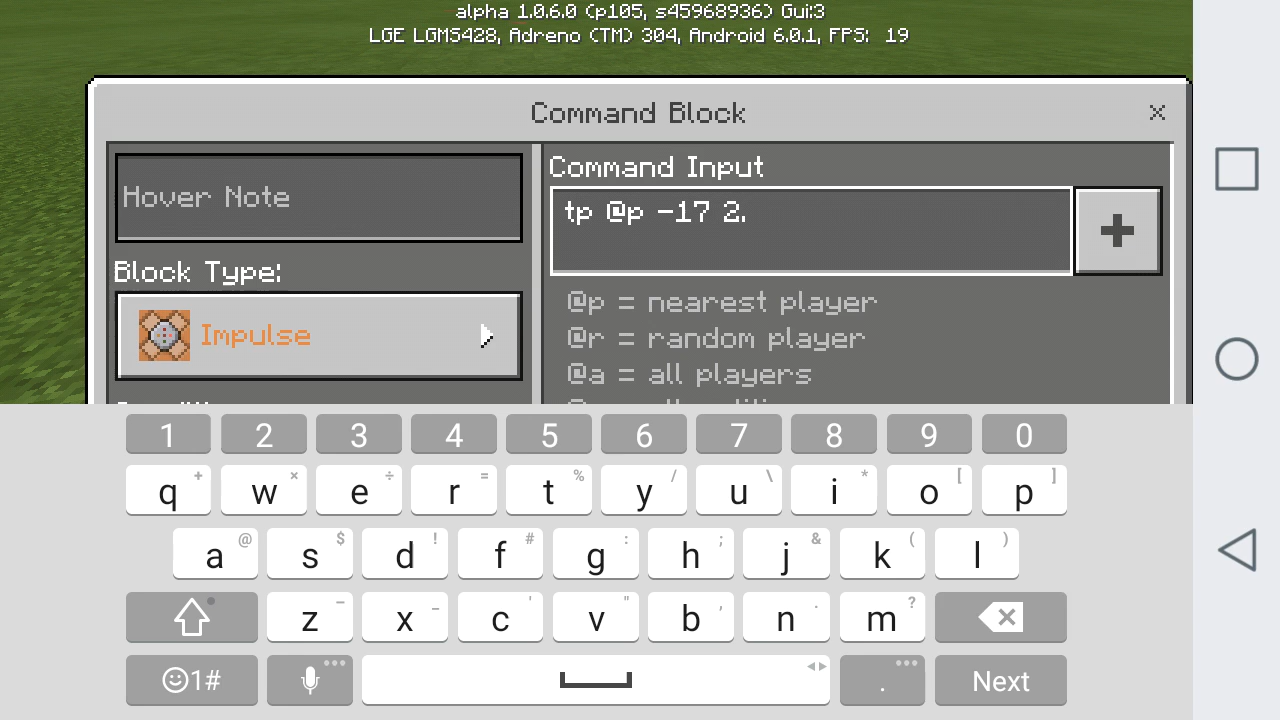 alpha 1.0.6.0 (p105, s45968936) Gui:3
LGE LGMS428, Adreno (TM) 304, Android 6.0.1, FPS: 19
Command Block
Hover Note
Block Type:
Impulse
Command Input
tp @p -17 2.
@p = nearest player
@r = random player
@a = all players
1 2 3 4 5 6 7 8 9 0
q + w × e ÷ r = t % y / u \ i * o [ p ]
a @ s $ d ! f # g : h ; j & k ( l )
z - x _ c ' v " b , n . m ?
1# . Next